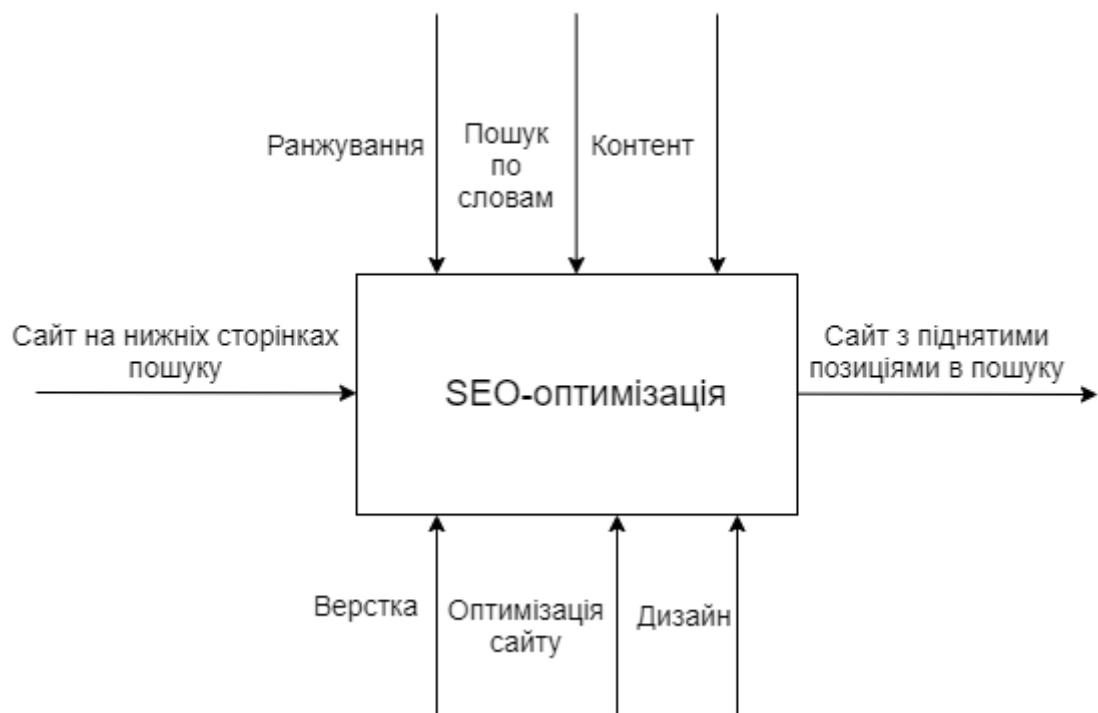 Ранжування
Пошук
по
словам
Контент
Сайт на нижніх сторінках
пошуку
SEO-оптимізація
Сайт з піднятими
позиціями в пошуку
Верстка
Оптимізація
сайту
Дизайн